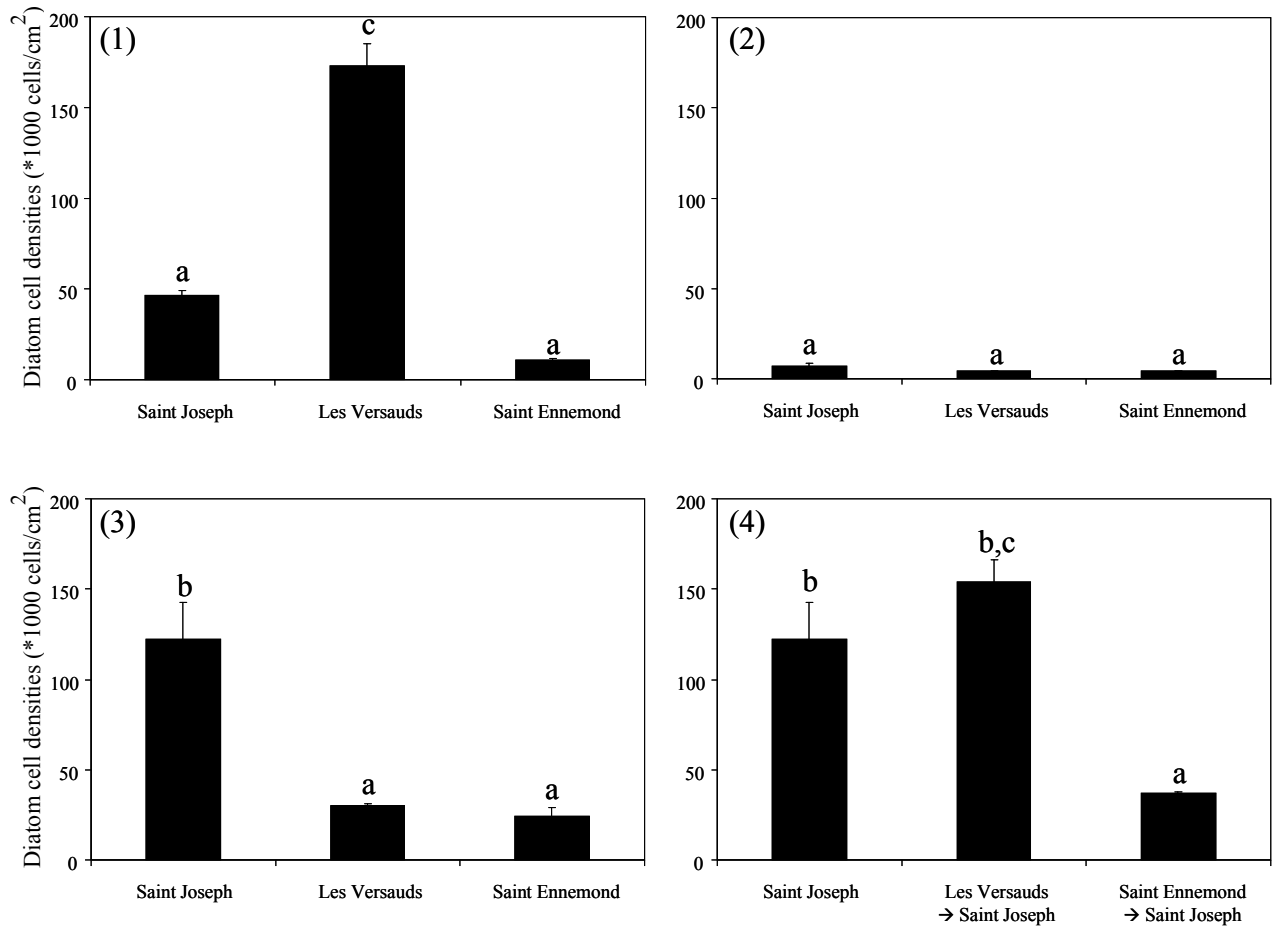 Diatom cell densities (*1000 cells/cm²)
(1)
200
150
100
50
0
a
c
a
Saint Joseph
Les Versauds
Saint Ennemond
(2)
200
150
100
50
0
a
a
a
Saint Joseph
Les Versauds
Saint Ennemond
Diatom cell densities (*1000 cells/cm²)
(3)
200
150
100
50
0
b
a
a
Saint Joseph
Les Versauds
Saint Ennemond
(4)
200
150
100
50
0
b
b,c
a
Saint Joseph
Les Versauds
→ Saint Joseph
Saint Ennemond
→ Saint Joseph